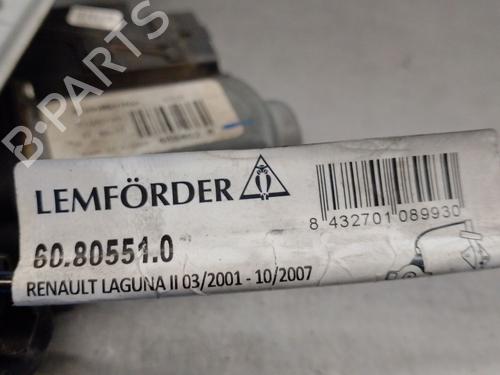 B-PARTS
LEMFÖRDER
60.80551.0
RENAULT LAGUNA II 03/2001 - 10/2007
8 432701 089930